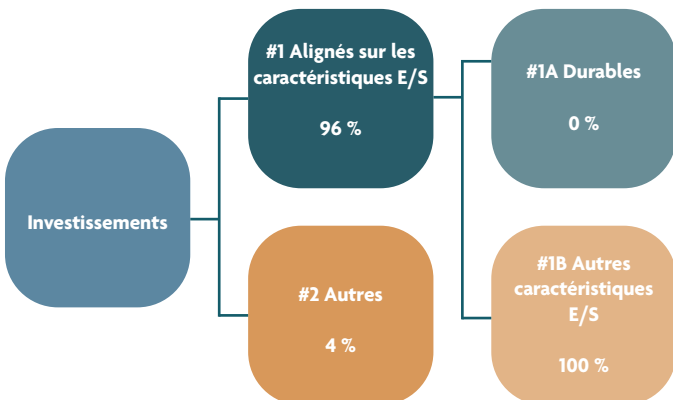 #1 Alignés sur les
caractéristiques E/S
96 %
#1A Durables
0 %
Investissements
#2 Autres
4 %
#1B Autres
caractéristiques
E/S
100 %